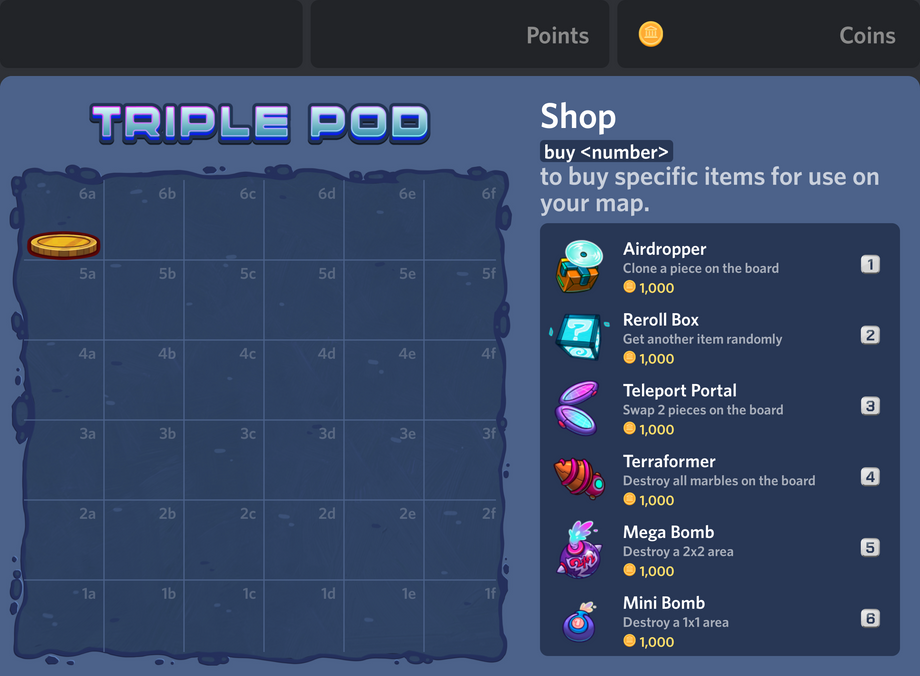 Points
Coins
TRIPLE POD
6a 6b 6c 6d 6e 6f
5a 5b 5c 5d 5e 5f
4a 4b 4c 4d 4e 4f
3a 3b 3c 3d 3e 3f
2a 2b 2c 2d 2e 2f
1a 1b 1c 1d 1e 1f
Shop
buy <number>
to buy specific items for use on
your map.
Airdropper
Clone a piece on the board
1,000
1
Reroll Box
Get another item randomly
1,000
2
?
Teleport Portal
Swap 2 pieces on the board
1,000
3
Terraformer
Destroy all marbles on the board
1,000
4
Mega Bomb
Destroy a 2x2 area
1,000
5
Mini Bomb
Destroy a 1x1 area
1,000
6